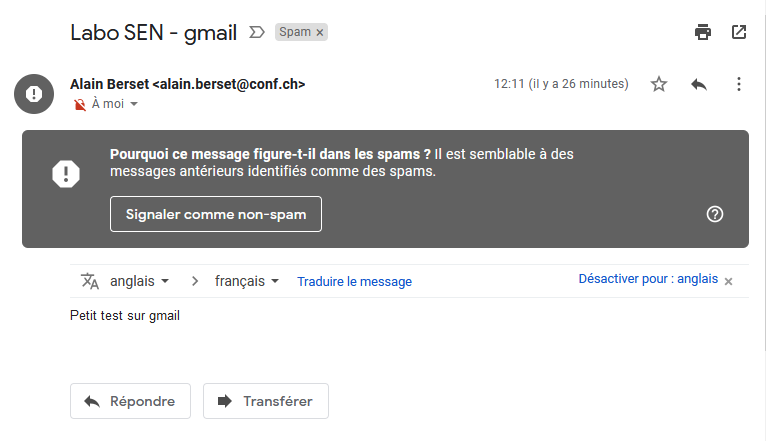 Labo SEN - gmail Spam ×
Alain Berset <alain.berset@conf.ch> 12:11 (il y a 26 minutes)
À moi
Pourquoi ce message figure-t-il dans les spams ? Il est semblable à des
messages antérieurs identifiés comme des spams.
Signaler comme non-spam
anglais > français Traduire le message Désactiver pour : anglais ×
Petit test sur gmail
Répondre Transférer